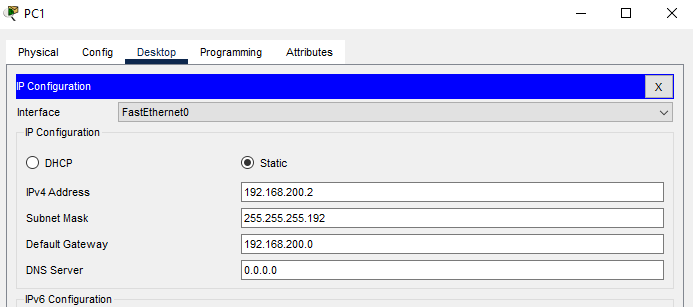 PC1
Physical Config Desktop Programming Attributes
IP Configuration X
Interface FastEthernet0
IP Configuration
DHCP Static
IPv4 Address 192.168.200.2
Subnet Mask 255.255.255.192
Default Gateway 192.168.200.0
DNS Server 0.0.0.0
IPv6 Configuration